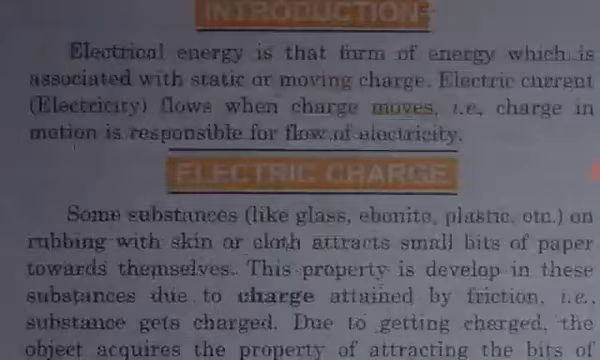 INTRODUCTION
Electrical energy is that form of energy which is
associated with static or moving charge. Electric current
(Electricity) flows when charge moves, i.e., charge in
motion is responsible for flow of electricity.
ELECTRIC CHARGE
Some substances (like glass, ebonite, plastic, etc.) on
rubbing with skin or cloth attracts small bits of paper
towards themselves. This property is develop in these
substances due to charge attained by friction, i.e.,
substance gets charged. Due to getting charged, the
object acquires the property of attracting the bits of